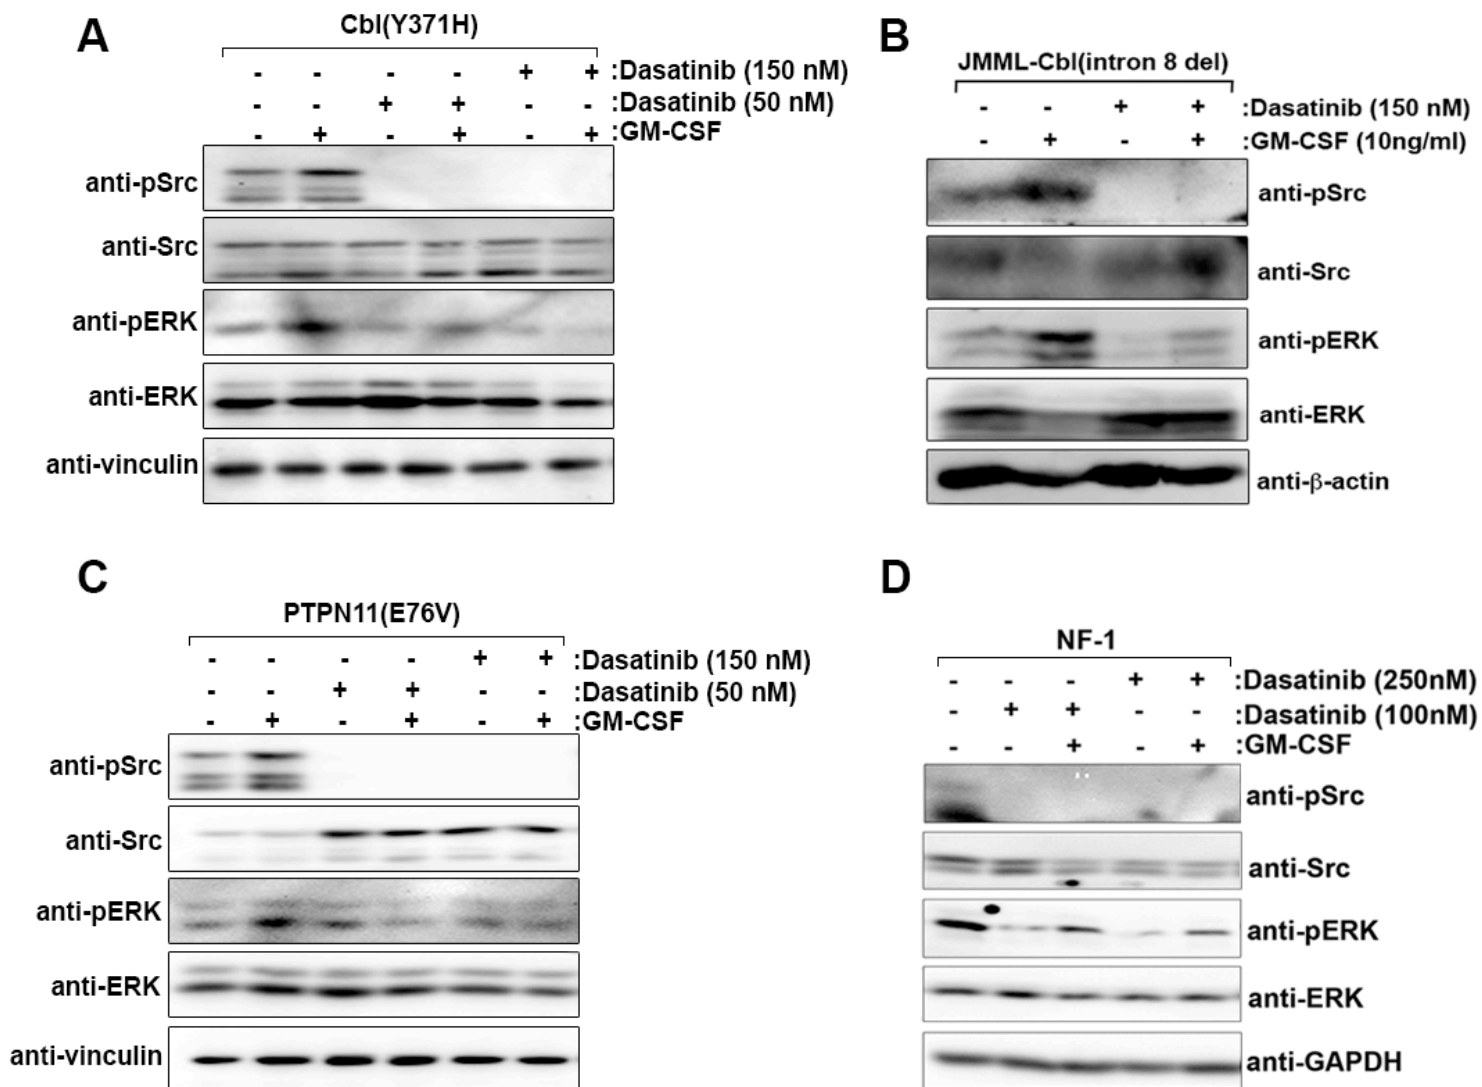 A
Cbl(Y371H)
- - - - + + :Dasatinib (150 nM)
- - + + - - :Dasatinib (50 nM)
- + - + - + :GM-CSF
anti-pSrc
anti-Src
anti-pERK
anti-ERK
anti-vinculin
B
JMML-Cbl(intron 8 del)
- - + + :Dasatinib (150 nM)
- + - + :GM-CSF (10ng/ml)
anti-pSrc
anti-Src
anti-pERK
anti-ERK
anti-β-actin
C
PTPN11(E76V)
- - - - + + :Dasatinib (150 nM)
- - + + - - :Dasatinib (50 nM)
- + - + - + :GM-CSF
anti-pSrc
anti-Src
anti-pERK
anti-ERK
anti-vinculin
D
NF-1
- - - + + :Dasatinib (250nM)
- + + - - :Dasatinib (100nM)
- - + - + :GM-CSF
anti-pSrc
anti-Src
anti-pERK
anti-ERK
anti-GAPDH